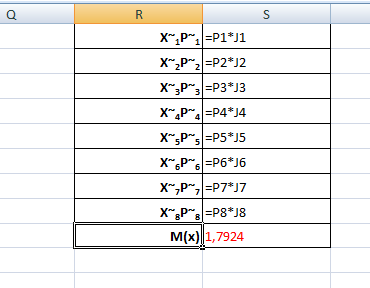 Q R S
X~₁P~₁ =P1*J1
X~₂P~₂ =P2*J2
X~₃P~₃ =P3*J3
X~₄P~₄ =P4*J4
X~₅P~₅ =P5*J5
X~₆P~₆ =P6*J6
X~₇P~₇ =P7*J7
X~₈P~₈ =P8*J8
M(x) 1,7924